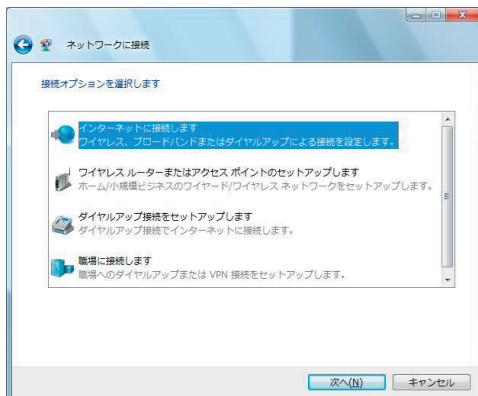 ネットワークに接続
接続オプションを選択します
インターネットに接続します
ワイヤレス、ブロードバンドまたはダイヤルアップによる接続を設定します。
ワイヤレス ルーターまたはアクセス ポイントのセットアップします
ホーム/小規模ビジネスのワイヤード/ワイヤレス ネットワークをセットアップします。
ダイヤルアップ接続をセットアップします
ダイヤルアップ接続でインターネットに接続します。
職場に接続します
職場へのダイヤルアップまたは VPN 接続をセットアップします。
次へ(N) キャンセル